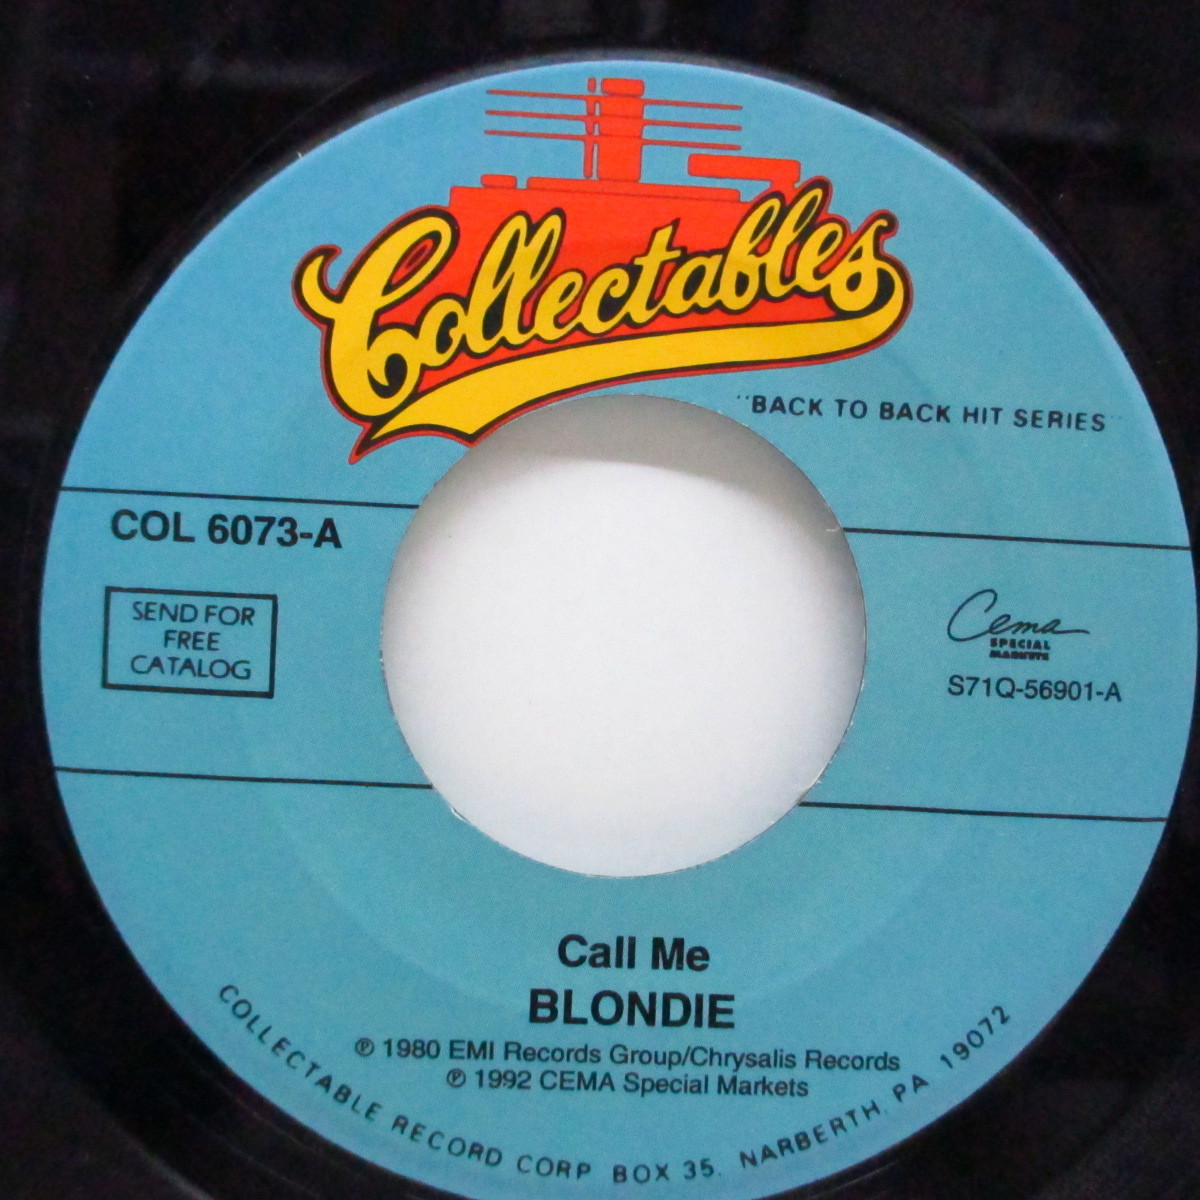 Collectables
"BACK TO BACK HIT SERIES"
COL 6073-A
SEND FOR
FREE
CATALOG
Cema
SPECIAL
MARKETS
S71Q-56901-A
Call Me
BLONDIE
℗ 1980 EMI Records Group/Chrysalis Records
℗ 1992 CEMA Special Markets
COLLECTABLE RECORD CORP BOX 35, NARBERTH, PA 19072